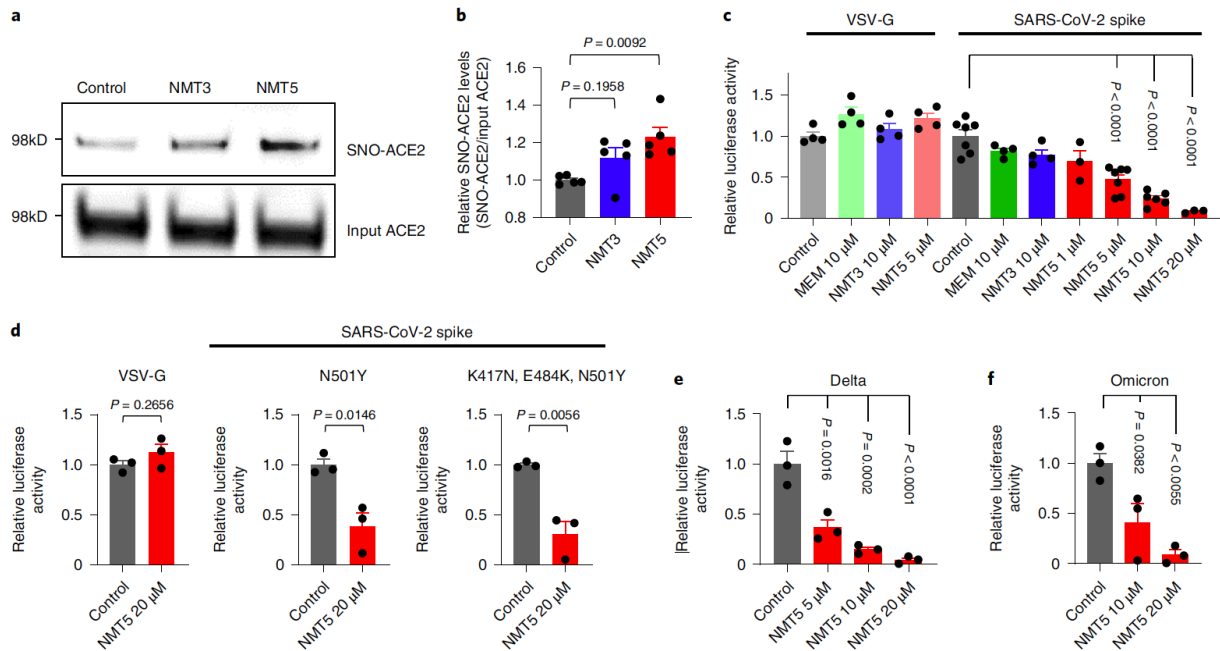 a
Control
NMT3
NMT5
98kD
SNO-ACE2
98kD
Input ACE2
b
P = 0.0092
P = 0.1958
Relative SNO-ACE2 levels
(SNO-ACE2/input ACE2)
1.6
1.4
1.2
1.0
0.8
Control
NMT3
NMT5
c
VSV-G
SARS-CoV-2 spike
P < 0.0001
P < 0.0001
P < 0.0001
Relative luciferase activity
1.5
1.0
0.5
0
Control
MEM 10 µM
NMT3 10 µM
NMT5 5 µM
Control
MEM 10 µM
NMT3 10 µM
NMT5 1 µM
NMT5 5 µM
NMT5 10 µM
NMT5 20 µM
d
SARS-CoV-2 spike
VSV-G
P = 0.2656
Relative luciferase
activity
1.5
1.0
0.5
0
Control
NMT5 20 µM
N501Y
P = 0.0146
Relative luciferase
activity
1.5
1.0
0.5
0
Control
NMT5 20 µM
K417N, E484K, N501Y
P = 0.0056
Relative luciferase
activity
1.5
1.0
0.5
0
Control
NMT5 20 µM
e
Delta
P = 0.0016
P = 0.0002
P < 0.0001
|Relative luciferase
activity
1.5
1.0
0.5
0
Control
NMT5 5 µM
NMT5 10 µM
NMT5 20 µM
f
Omicron
P = 0.0382
P < 0.0055
Relative luciferase
activity
1.5
1.0
0.5
0
Control
NMT5 10 µM
NMT5 20 µM